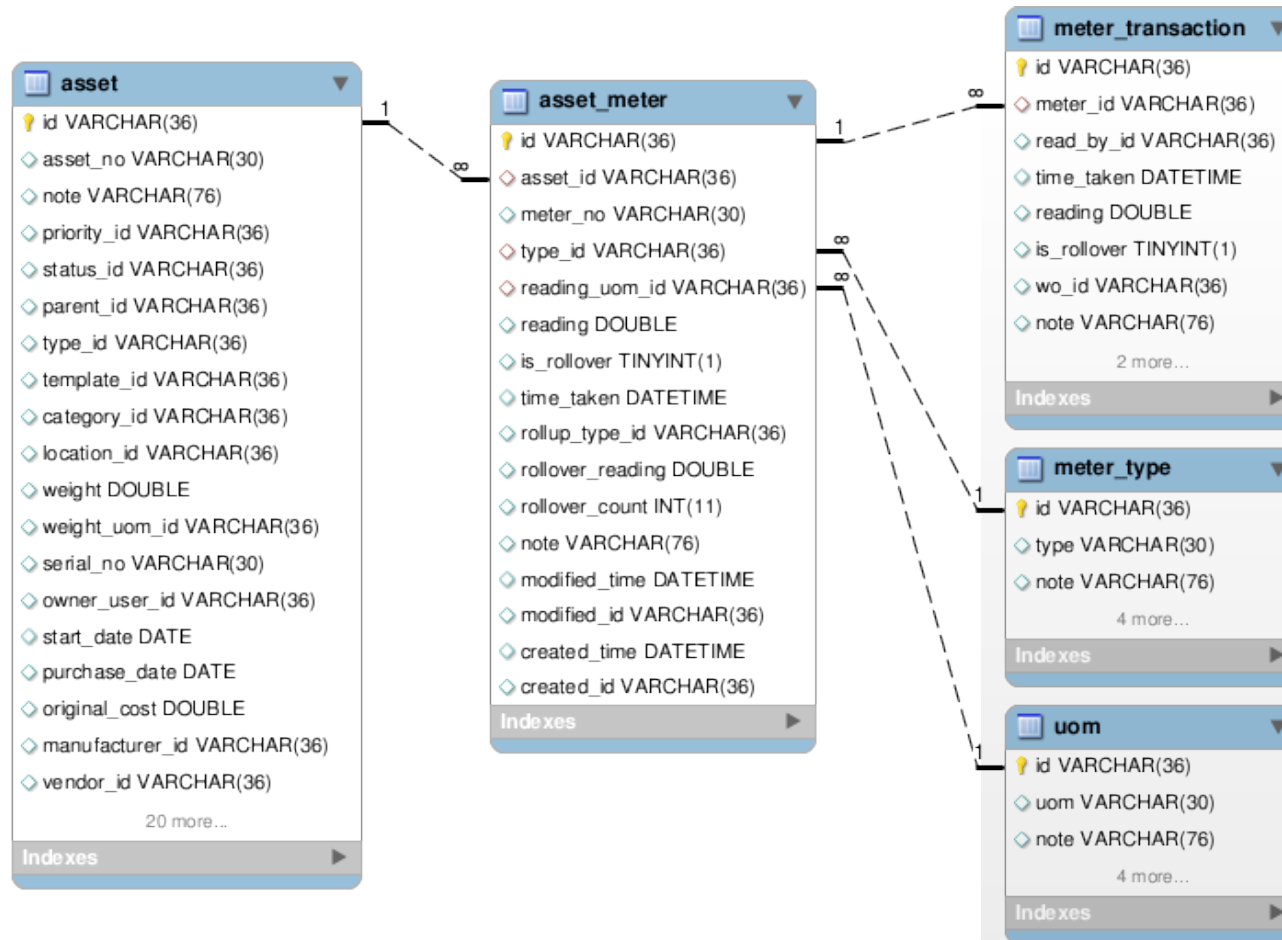 asset
id VARCHAR(36)
asset_no VARCHAR(30)
note VARCHAR(76)
priority_id VARCHAR(36)
status_id VARCHAR(36)
parent_id VARCHAR(36)
type_id VARCHAR(36)
template_id VARCHAR(36)
category_id VARCHAR(36)
location_id VARCHAR(36)
weight DOUBLE
weight_uom_id VARCHAR(36)
serial_no VARCHAR(30)
owner_user_id VARCHAR(36)
start_date DATE
purchase_date DATE
original_cost DOUBLE
manufacturer_id VARCHAR(36)
vendor_id VARCHAR(36)
20 more...
Indexes
1
∞
asset_meter
id VARCHAR(36)
asset_id VARCHAR(36)
meter_no VARCHAR(30)
type_id VARCHAR(36)
reading_uom_id VARCHAR(36)
reading DOUBLE
is_rollover TINYINT(1)
time_taken DATETIME
rollup_type_id VARCHAR(36)
rollover_reading DOUBLE
rollover_count INT(11)
note VARCHAR(76)
modified_time DATETIME
modified_id VARCHAR(36)
created_time DATETIME
created_id VARCHAR(36)
Indexes
1
∞
∞
∞
1
1
meter_transaction
id VARCHAR(36)
meter_id VARCHAR(36)
read_by_id VARCHAR(36)
time_taken DATETIME
reading DOUBLE
is_rollover TINYINT(1)
wo_id VARCHAR(36)
note VARCHAR(76)
2 more...
Indexes
meter_type
id VARCHAR(36)
type VARCHAR(30)
note VARCHAR(76)
4 more...
Indexes
uom
id VARCHAR(36)
uom VARCHAR(30)
note VARCHAR(76)
4 more...
Indexes